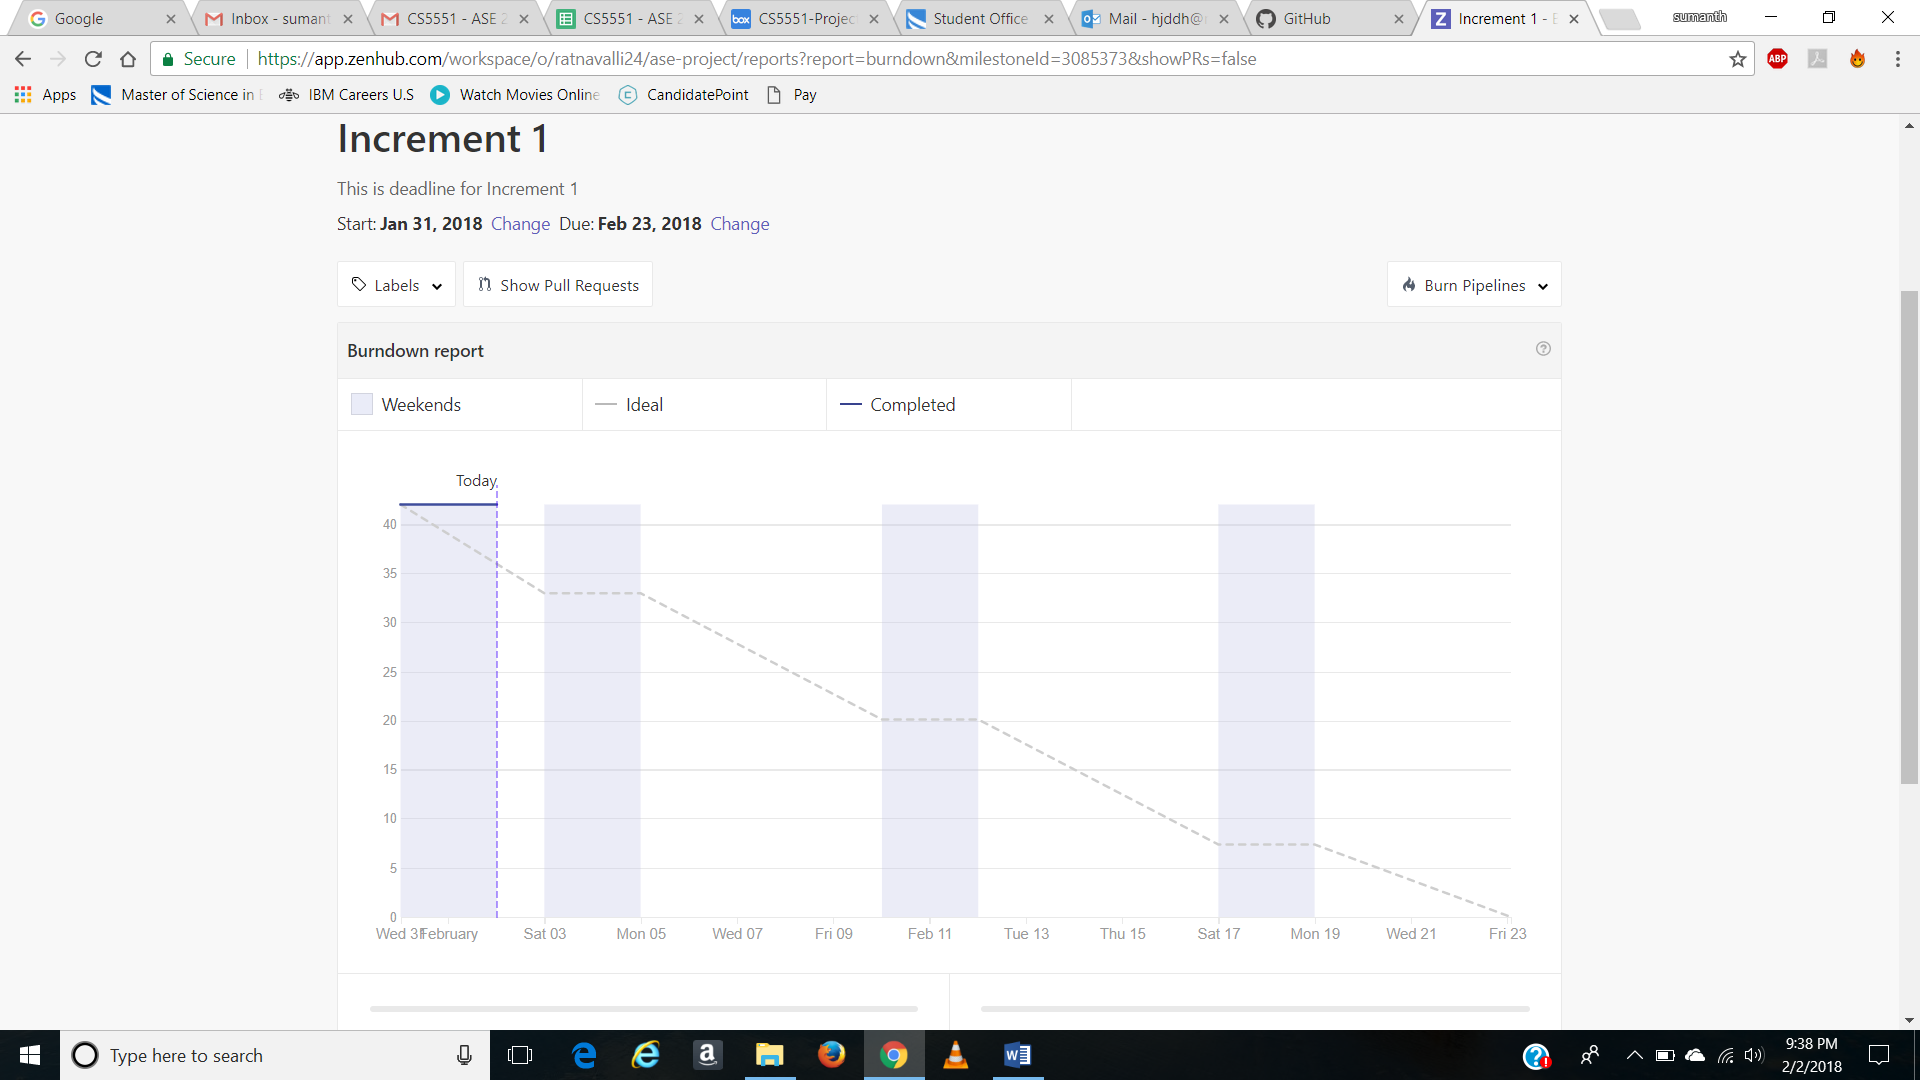 Google
Inbox - suman
CS5551 - ASE 2
CS5551 - ASE 2
CS5551-Projec
Student Office
Mail - hjddh@
GitHub
Increment 1 -
sumanth
Secure https://app.zenhub.com/workspace/o/ratnavalli24/ase-project/reports?report=burndown&milestoneId=3085373&showPRs=false
ABP
Apps Master of Science in IBM Careers U.S Watch Movies Online CandidatePoint Pay
Increment 1
This is deadline for Increment 1
Start: Jan 31, 2018 Change Due: Feb 23, 2018 Change
Labels Show Pull Requests Burn Pipelines
Burndown report
Weekends Ideal Completed
Today
40
35
30
25
20
15
10
5
0
Wed 31 February Sat 03 Mon 05 Wed 07 Fri 09 Feb 11 Tue 13 Thu 15 Sat 17 Mon 19 Wed 21 Fri 23
Type here to search
9:38 PM
2/2/2018